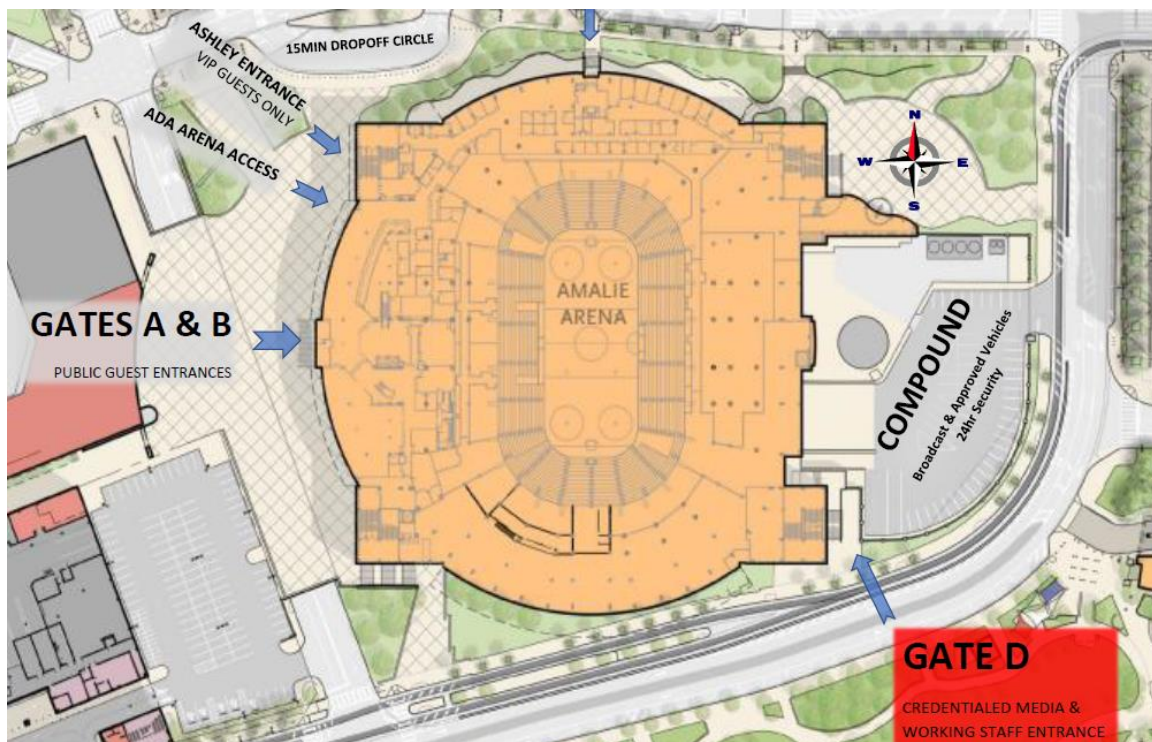 15MIN DROPOFF CIRCLE
ASHLEY ENTRANCE
VIP GUESTS ONLY
ADA ARENA ACCESS
N
W
E
S
AMALIE
ARENA
GATES A & B
PUBLIC GUEST ENTRANCES
COMPOUND
Broadcast & Approved Vehicles
24hr Security
GATE D
CREDENTIALED MEDIA &
WORKING STAFF ENTRANCE